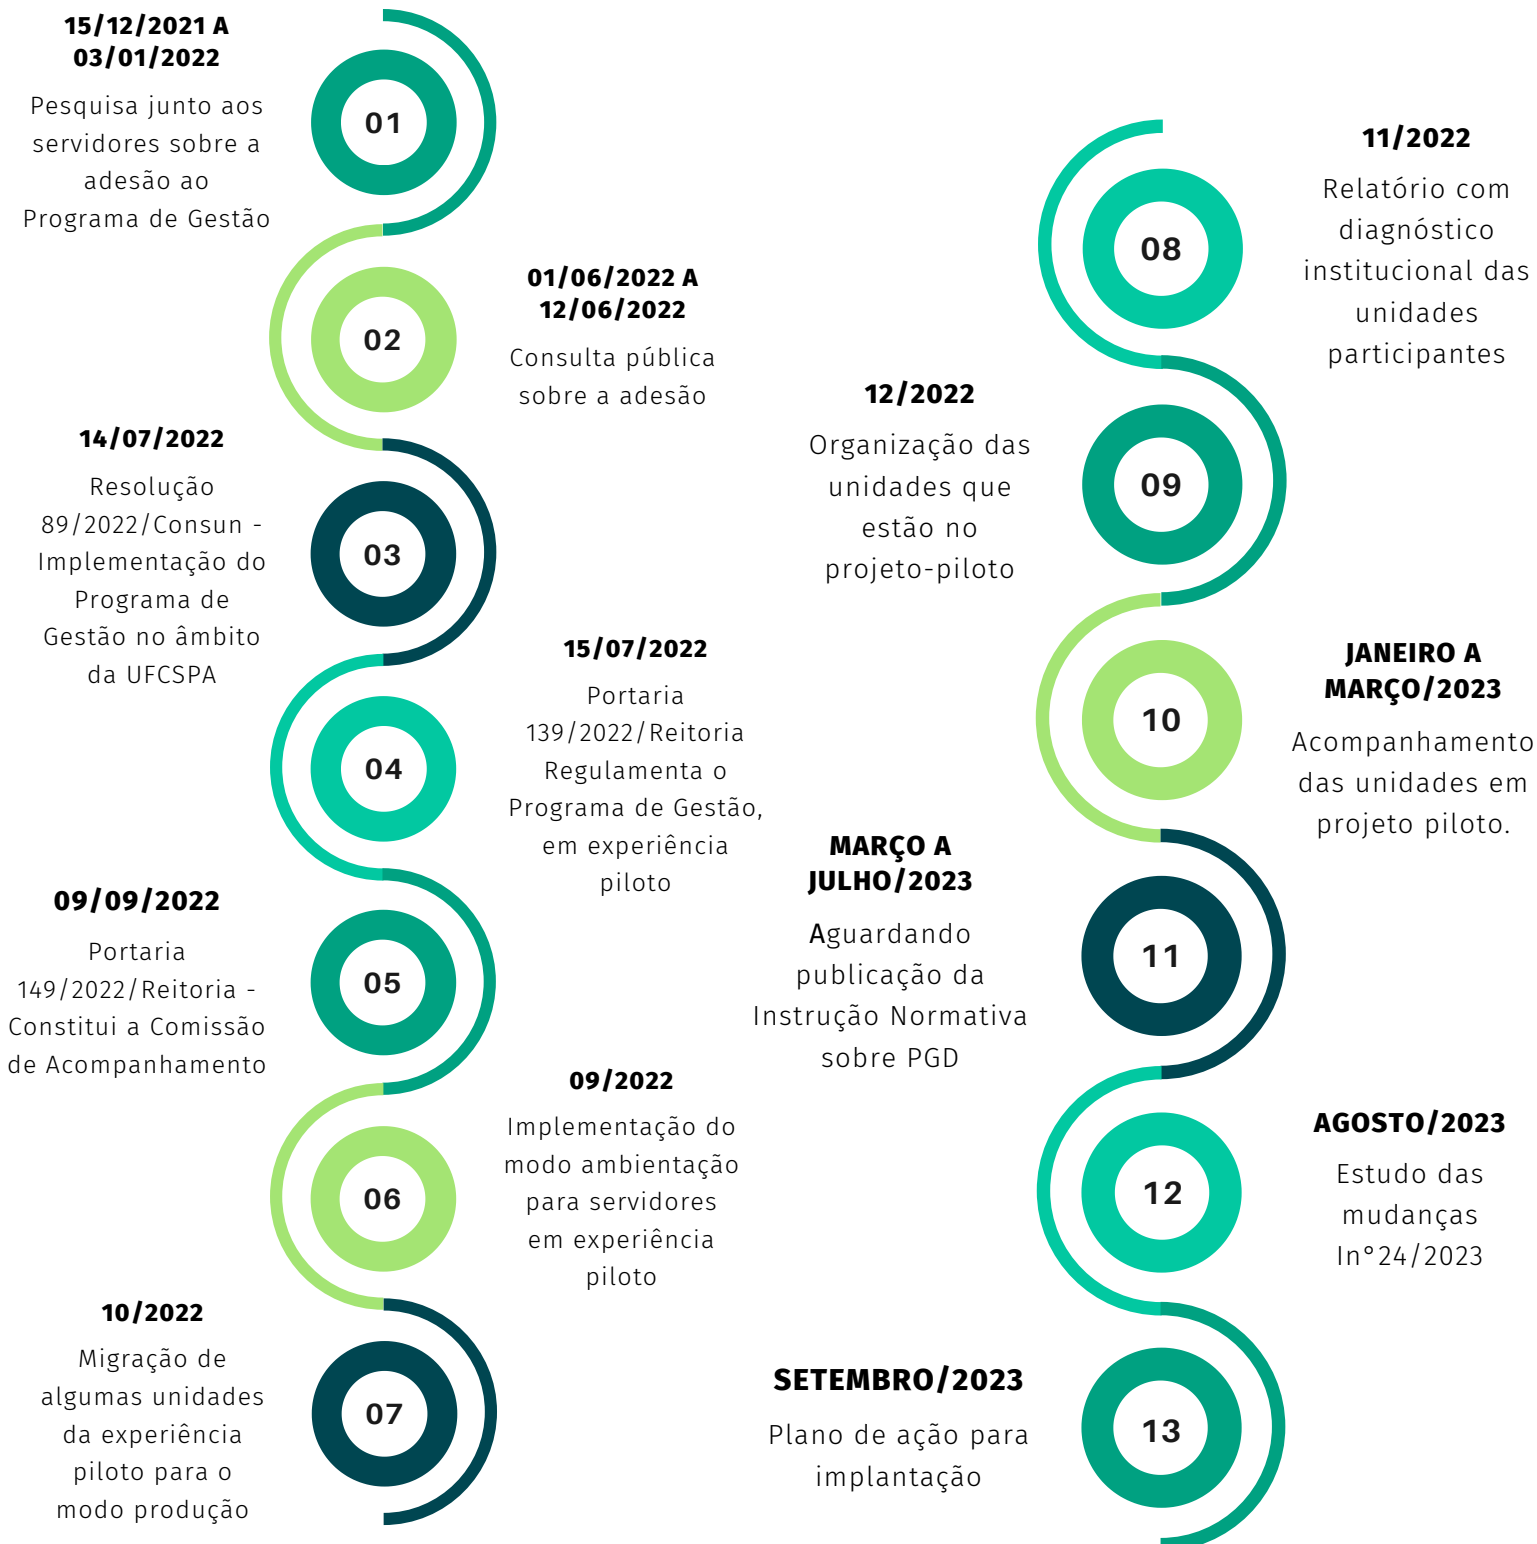 15/12/2021 A
03/01/2022
Pesquisa junto aos
servidores sobre a
adesão ao
Programa de Gestão
01
01/06/2022 A
12/06/2022
Consulta pública
sobre a adesão
02
14/07/2022
Resolução
89/2022/Consun -
Implementação do
Programa de
Gestão no âmbito
da UFCSPA
03
15/07/2022
Portaria
139/2022/Reitoria
Regulamenta o
Programa de Gestão,
em experiência
piloto
04
09/09/2022
Portaria
149/2022/Reitoria -
Constitui a Comissão
de Acompanhamento
05
09/2022
Implementação do
modo ambientação
para servidores
em experiência
piloto
06
10/2022
Migração de
algumas unidades
da experiência
piloto para o
modo produção
07
11/2022
Relatório com
diagnóstico
institucional das
unidades
participantes
08
12/2022
Organização das
unidades que
estão no
projeto-piloto
09
JANEIRO A
MARÇO/2023
Acompanhamento
das unidades em
projeto piloto.
10
MARÇO A
JULHO/2023
Aguardando
publicação da
Instrução Normativa
sobre PGD
11
AGOSTO/2023
Estudo das
mudanças
In°24/2023
12
SETEMBRO/2023
Plano de ação para
implantação
13